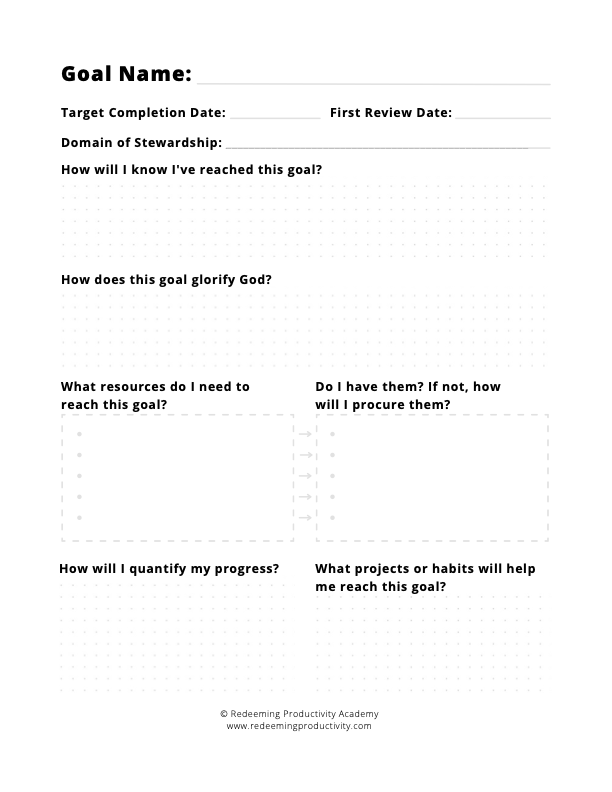 Goal Name:
Target Completion Date: First Review Date:
Domain of Stewardship:
How will I know I've reached this goal?
How does this goal glorify God?
What resources do I need to
reach this goal?
Do I have them? If not, how
will I procure them?
How will I quantify my progress?
What projects or habits will help
me reach this goal?
© Redeeming Productivity Academy
www.redeemingproductivity.com